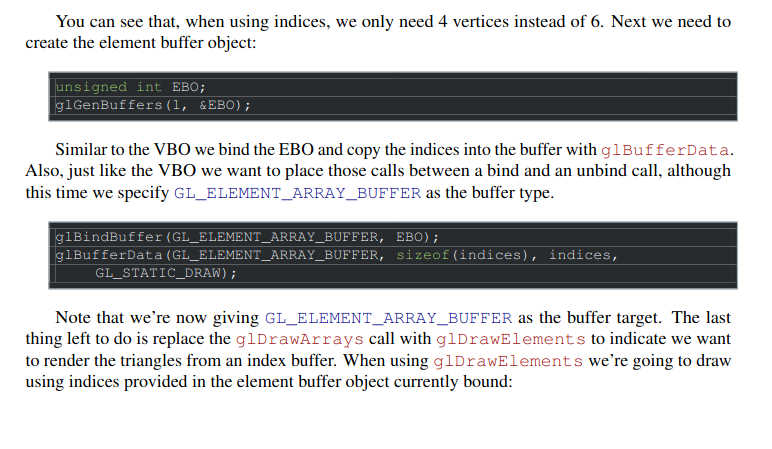 You can see that, when using indices, we only need 4 vertices instead of 6. Next we need to
create the element buffer object:
unsigned int EBO;
glGenBuffers(1, &EBO);
Similar to the VBO we bind the EBO and copy the indices into the buffer with glBufferData.
Also, just like the VBO we want to place those calls between a bind and an unbind call, although
this time we specify GL_ELEMENT_ARRAY_BUFFER as the buffer type.
glBindBuffer(GL_ELEMENT_ARRAY_BUFFER, EBO);
glBufferData(GL_ELEMENT_ARRAY_BUFFER, sizeof(indices), indices,
GL_STATIC_DRAW);
Note that we're now giving GL_ELEMENT_ARRAY_BUFFER as the buffer target. The last
thing left to do is replace the glDrawArrays call with glDrawElements to indicate we want
to render the triangles from an index buffer. When using glDrawElements we're going to draw
using indices provided in the element buffer object currently bound: